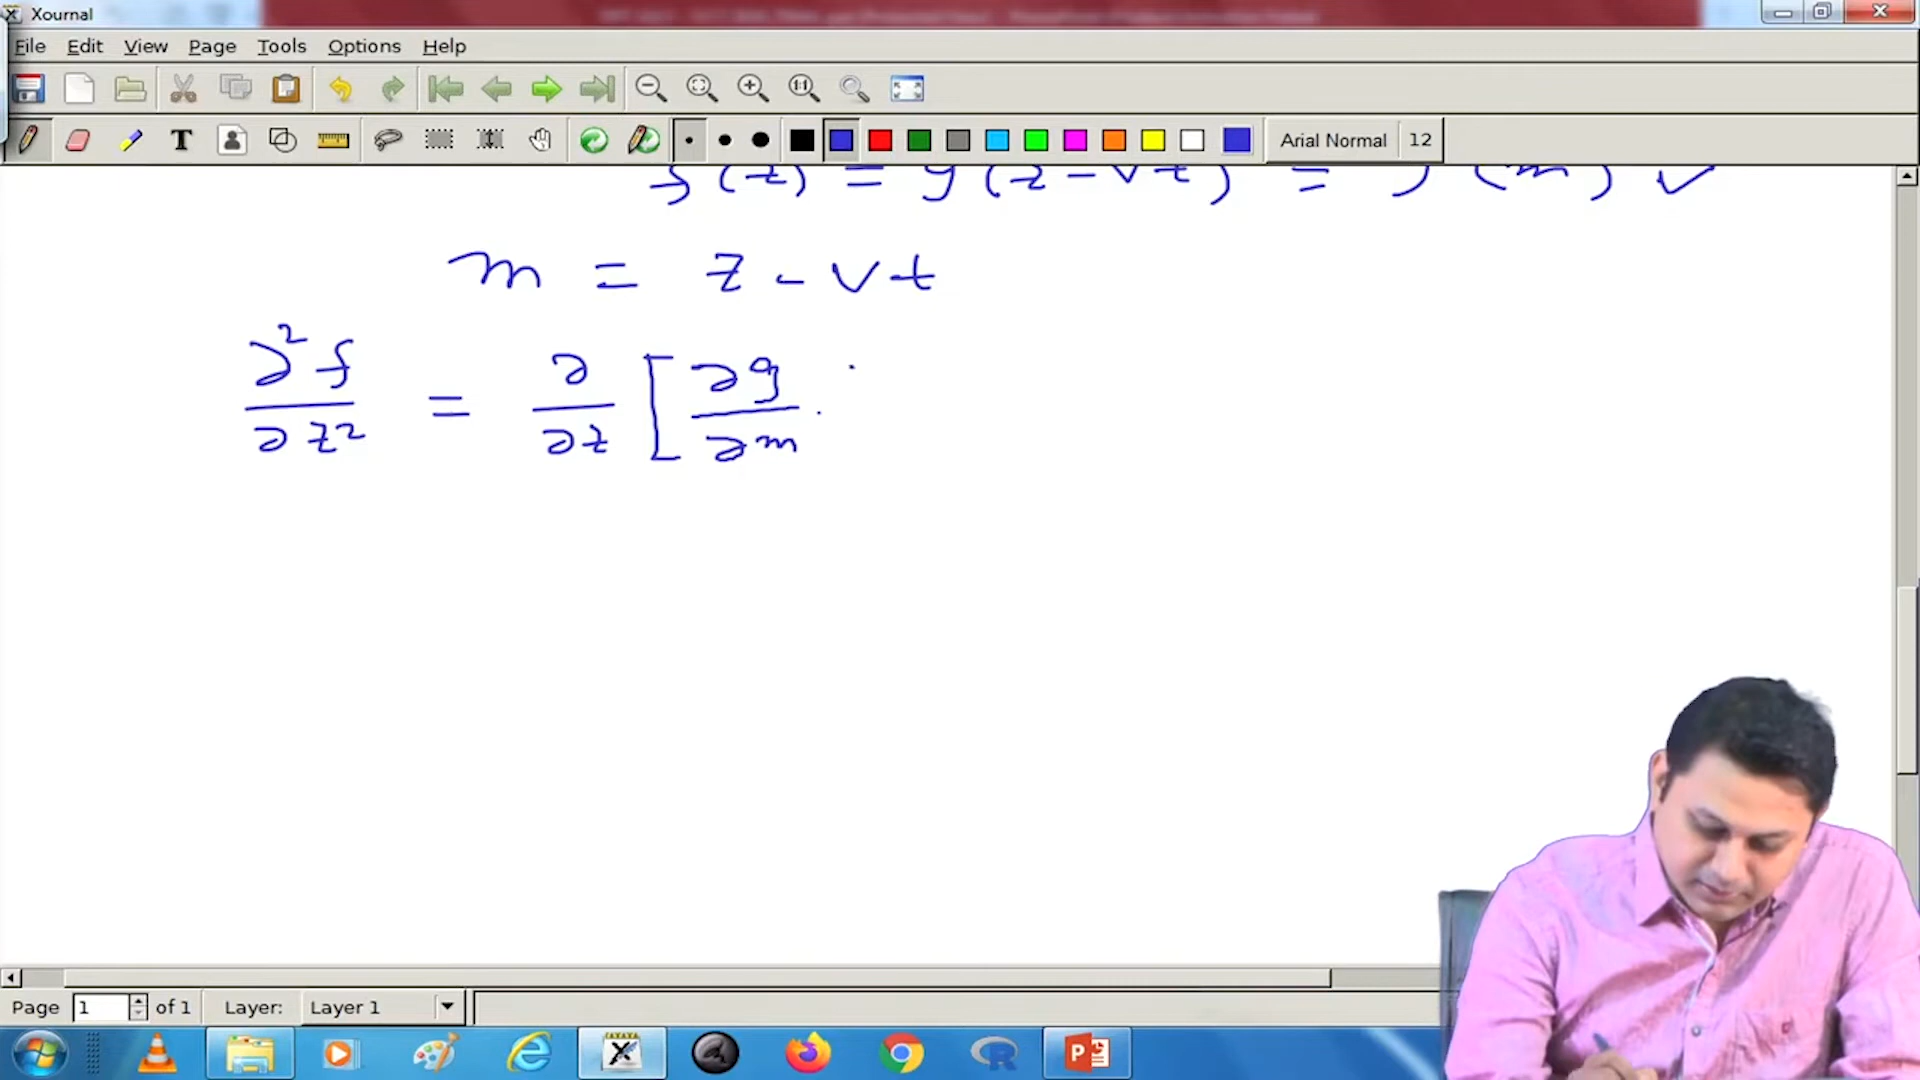 Xournal
File Edit View Page Tools Options Help
Arial Normal 12
m = z - vt
∂²f/∂z² = ∂/∂z [ ∂g/∂m ·
Page 1 of 1 Layer: Layer 1